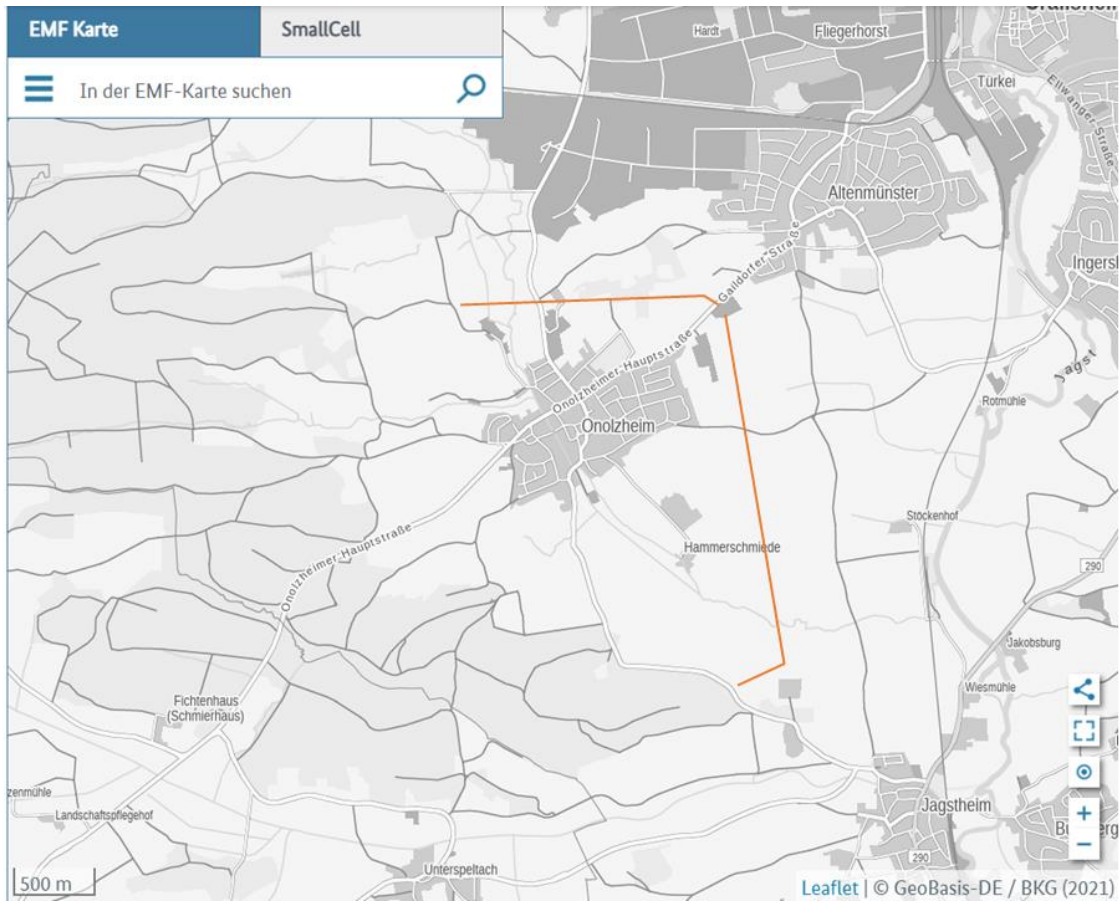 EMF Karte
SmallCell
In der EMF-Karte suchen
Hardt
Fliegerhorst
Türkei
Ellwanger-Straße
Altenmünster
Gaildorfer-Straße
Onolzheimer-Hauptstraße
Onolzheim
Jagst
Rotmühle
Stöckenhof
Hammerschmiede
290
Onolzheimer-Hauptstraße
Jakobsburg
Wiesmühle
Fichtenhaus
(Schmierhaus)
Landschaftspflegehof
Jagstheim
290
Unterspeltach
500 m
+
−
Leaflet | © GeoBasis-DE / BKG (2021)